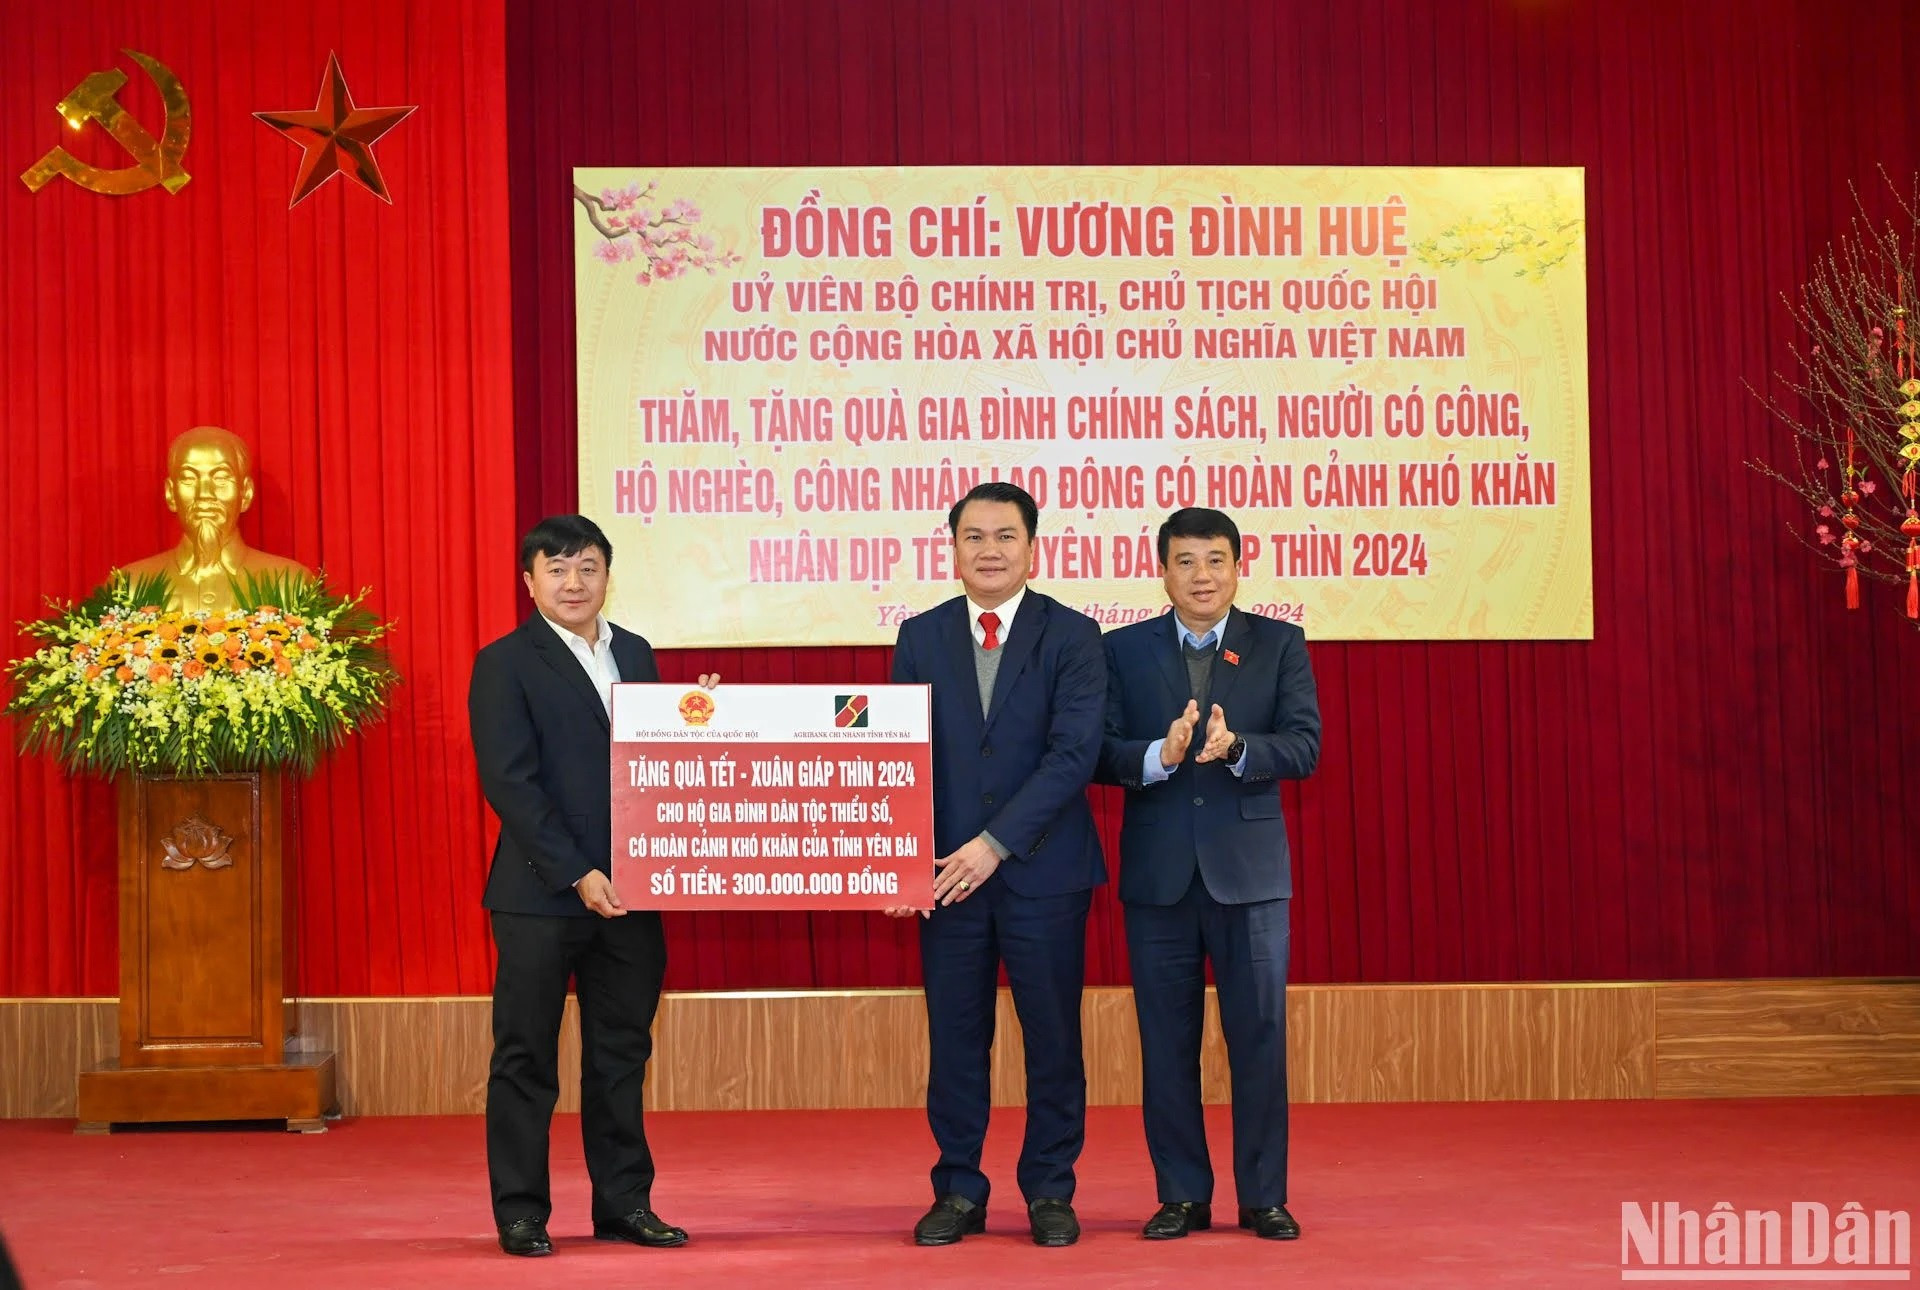 ĐỒNG CHÍ: VƯƠNG ĐÌNH HUỆ
UỶ VIÊN BỘ CHÍNH TRỊ, CHỦ TỊCH QUỐC HỘI
NƯỚC CỘNG HÒA XÃ HỘI CHỦ NGHĨA VIỆT NAM
THĂM, TẶNG QUÀ GIA ĐÌNH CHÍNH SÁCH, NGƯỜI CÓ CÔNG,
HỘ NGHÈO, CÔNG NHÂN LAO ĐỘNG CÓ HOÀN CẢNH KHÓ KHĂN
NHÂN DỊP TẾT THÌN 2024
tháng 2024
HỘI ĐỒNG DÂN TỘC CỦA QUỐC HỘI
AGRIBANK CHI NHÁNH TỈNH YÊN BÁI
TẶNG QUÀ TẾT - XUÂN GIÁP THÌN 2024
CHO HỘ GIA ĐÌNH DÂN TỘC THIỂU SỐ,
CÓ HOÀN CẢNH KHÓ KHĂN CỦA TỈNH YÊN BÁI
SỐ TIỀN: 300.000.000 ĐỒNG
Nhân Dân